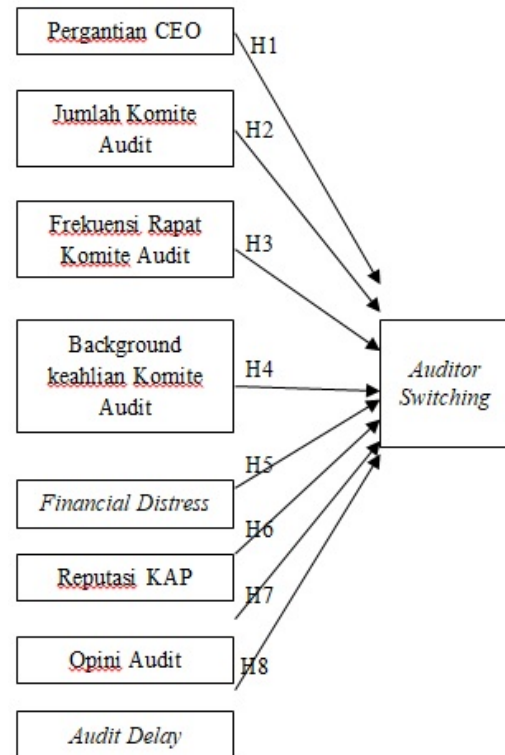 Pergantian CEO
H1
Jumlah Komite
Audit
H2
Frekuensi Rapat
Komite Audit
H3
Background
keahlian Komite
Audit
H4
Auditor
Switching
H5
Financial Distress
H6
Reputasi KAP
H7
Opini Audit
H8
Audit Delay